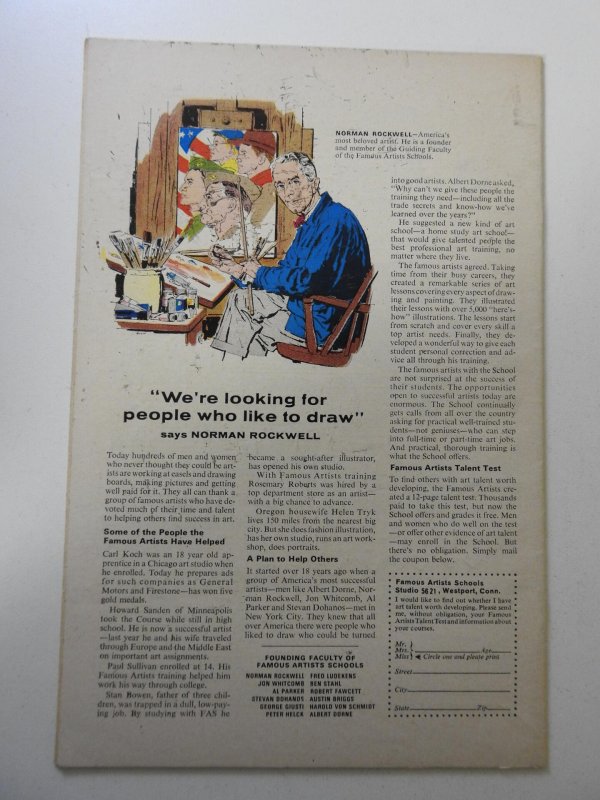 NORMAN ROCKWELL—America's
most beloved artist. He is a founder
and member of the Guiding Faculty
of the Famous Artists Schools.
"We're looking for
people who like to draw"
says NORMAN ROCKWELL
Today hundreds of men and women
who never thought they could be art-
ists are working at easels and drawing
boards, making pictures and getting
well paid for it. They all can thank a
group of famous artists who have de-
voted much of their time and talent
to helping others find success in art.
Some of the People the
Famous Artists Have Helped
Carl Koch was an 18 year old ap-
prentice in a Chicago art studio when
he enrolled. Today he prepares ads
for such companies as General
Motors and Firestone—has won five
gold medals.
Howard Sanden of Minneapolis
took the Course while still in high
school. He is now a successful artist
—last year he and his wife traveled
through Europe and the Middle East
on important art assignments.
Paul Sullivan enrolled at 14. His
Famous Artists training helped him
work his way through college.
Stan Bowen, father of three chil-
dren, was trapped in a dull, low-pay-
ing job. By studying with FAS he
became a sought-after illustrator,
has opened his own studio.
With Famous Artists training
Rosemary Roburts was hired by a
top department store as an artist—
with a big chance to advance.
Oregon housewife Helen Tryk
lives 150 miles from the nearest big
city. But she does fashion illustration,
has her own studio, runs an art work-
shop, does portraits.
A Plan to Help Others
It started over 18 years ago when a
group of America's most successful
artists—men like Albert Dorne, Nor-
man Rockwell, Jon Whitcomb, Al
Parker and Stevan Dohanos—met in
New York City. They knew that all
over America there were people who
liked to draw who could be turned
FOUNDING FACULTY OF
FAMOUS ARTISTS SCHOOLS
NORMAN ROCKWELL FRED LUDEKENS
JON WHITCOMB BEN STAHL
AL PARKER ROBERT FAWCETT
STEVAN DOHANOS AUSTIN BRIGGS
GEORGE GIUSTI HAROLD VON SCHMIDT
PETER HELCK ALBERT DORNE
into good artists. Albert Dorne asked,
"Why can't we give these people the
training they need—including all the
trade secrets and know-how we've
learned over the years?"
He suggested a new kind of art
school—a home study art school—
that would give talented people the
best professional art training, no
matter where they live.
The famous artists agreed. Taking
time from their busy careers, they
created a remarkable series of art
lessons covering every aspect of draw-
ing and painting. They illustrated
their lessons with over 5,000 "here's-
how" illustrations. The lessons start
from scratch and cover every skill a
top artist needs. Finally, they de-
veloped a wonderful way to give each
student personal correction and ad-
vice all through his training.
The famous artists with the School
are not surprised at the success of
their students. The opportunities
open to successful artists today are
enormous. The School continually
gets calls from all over the country
asking for practical well-trained stu-
dents—not geniuses—who can step
into full-time or part-time art jobs.
And practical, thorough training is
what the School offers.
Famous Artists Talent Test
To find others with art talent worth
developing, the Famous Artists cre-
ated a 12-page talent test. Thousands
paid to take this test, but now the
School offers and grades it free. Men
and women who do well on the test
—or offer other evidence of art talent
—may enroll in the School. But
there's no obligation. Simply mail
the coupon below.
Famous Artists Schools
Studio 5621, Westport, Conn.
I would like to find out whether I have
art talent worth developing. Please send
me, without obligation, your Famous
Artists Talent Test and information about
your courses.
Mr.
Mrs. Age
Miss Circle one and please print
Street
City
State Zip